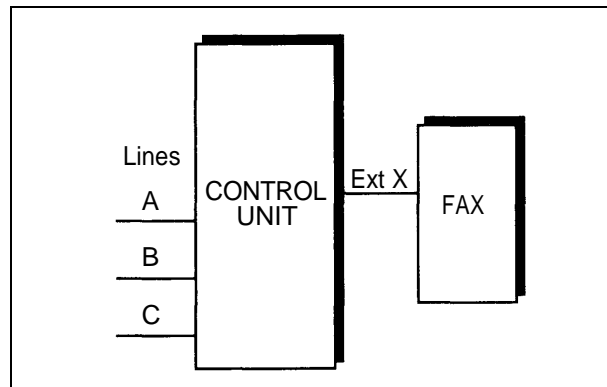 Lines
A
B
C
CONTROL
UNIT
Ext X
FAX